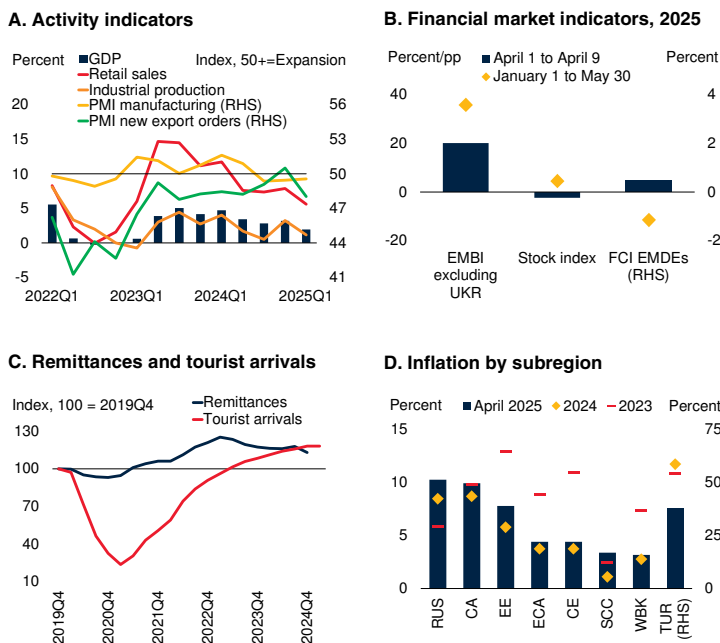 A. Activity indicators
Percent
GDP
Index, 50+=Expansion
Retail sales
Industrial production
PMI manufacturing (RHS)
PMI new export orders (RHS)
20
15
10
5
0
-5
56
53
50
47
44
41
2022Q1
2023Q1
2024Q1
2025Q1
B. Financial market indicators, 2025
Percent/pp
April 1 to April 9
January 1 to May 30
Percent
40
20
0
-20
4
2
0
-2
EMBI
excluding
UKR
Stock index
FCI EMDEs
(RHS)
C. Remittances and tourist arrivals
Index, 100 = 2019Q4
Remittances
Tourist arrivals
130
100
70
40
10
2019Q4
2020Q4
2021Q4
2022Q4
2023Q4
2024Q4
D. Inflation by subregion
Percent
April 2025
2024
2023
Percent
15
10
5
0
75
50
25
0
RUS
CA
EE
ECA
CE
SCC
WBK
TUR
(RHS)